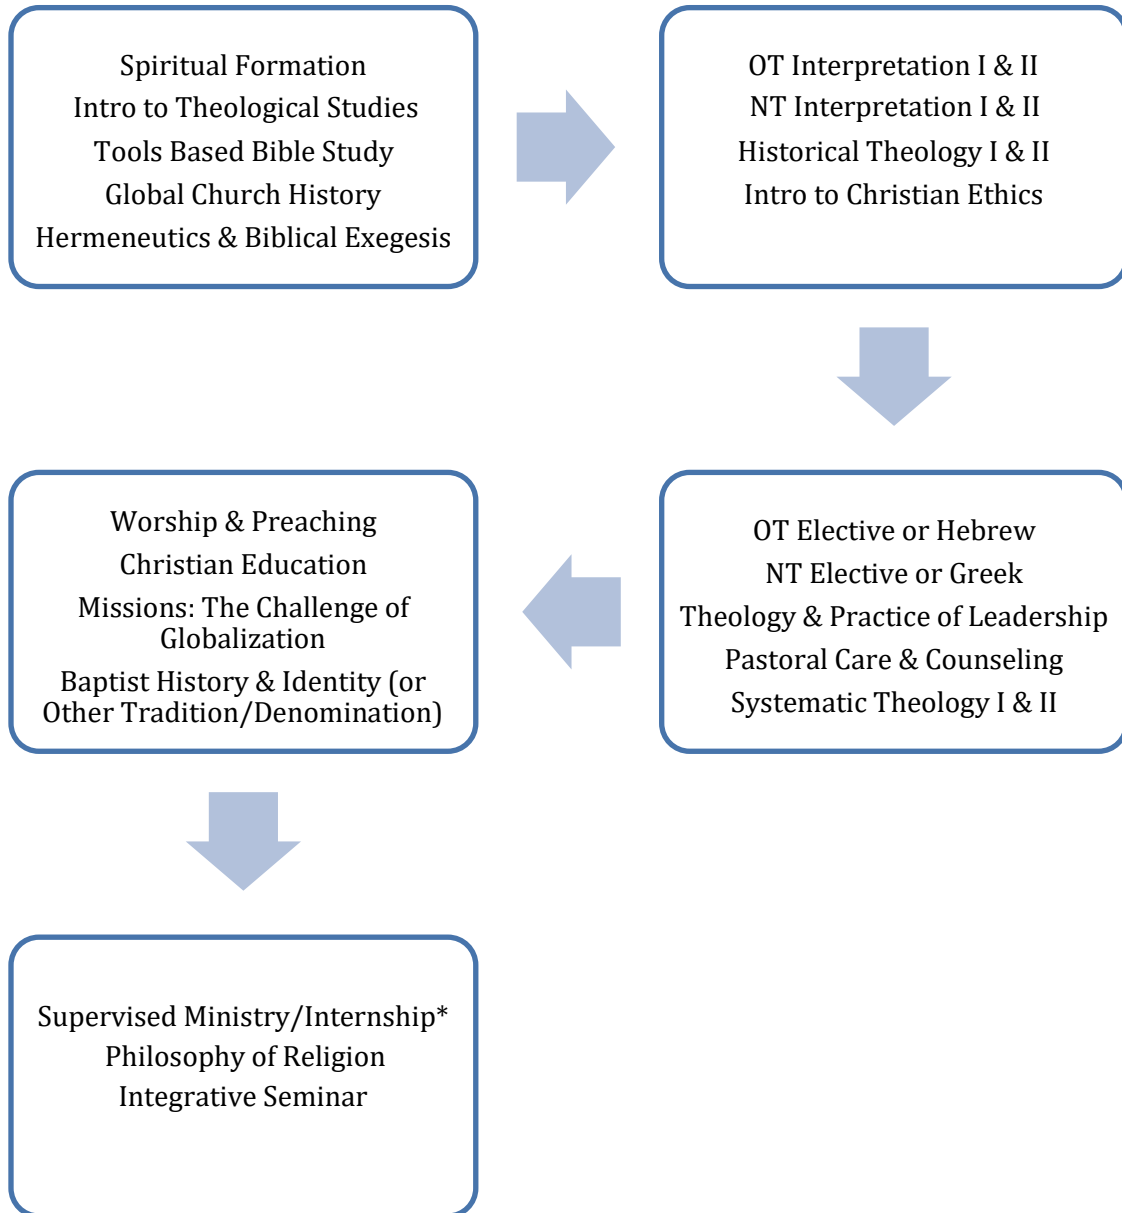 Spiritual Formation
Intro to Theological Studies
Tools Based Bible Study
Global Church History
Hermeneutics & Biblical Exegesis
OT Interpretation I & II
NT Interpretation I & II
Historical Theology I & II
Intro to Christian Ethics
OT Elective or Hebrew
NT Elective or Greek
Theology & Practice of Leadership
Pastoral Care & Counseling
Systematic Theology I & II
Worship & Preaching
Christian Education
Missions: The Challenge of
Globalization
Baptist History & Identity (or
Other Tradition/Denomination)
Supervised Ministry/Internship*
Philosophy of Religion
Integrative Seminar